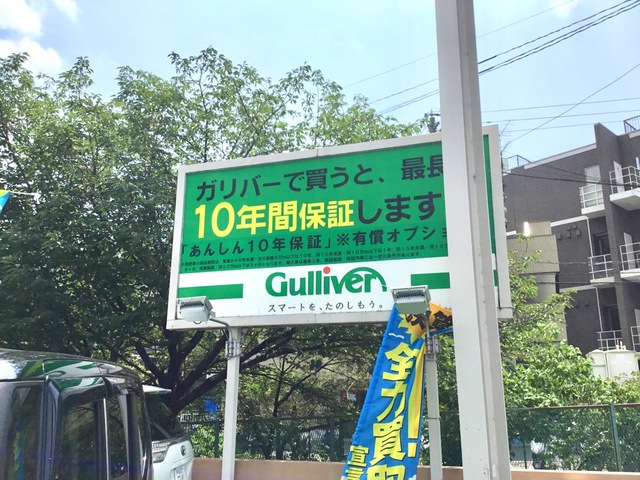 ガリバーで買うと、最長
10年間保証します
「あんしん10年保証」※有償オプショ
Gulliver
スマートを、たのしもう。
全力買取
宣言